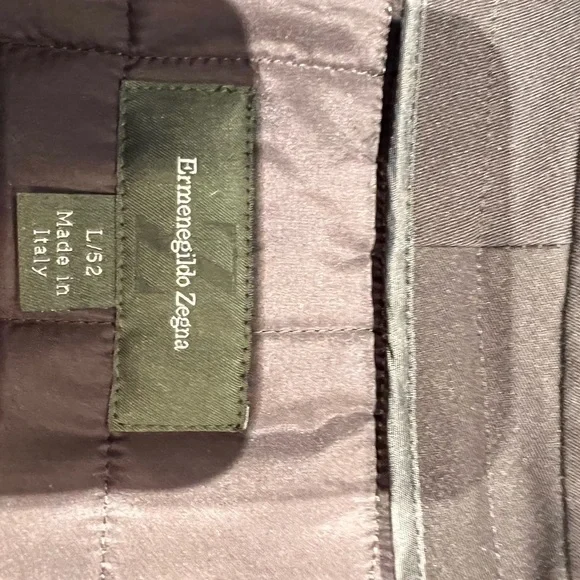 Ermenegildo Zegna
L/52
Made in
Italy